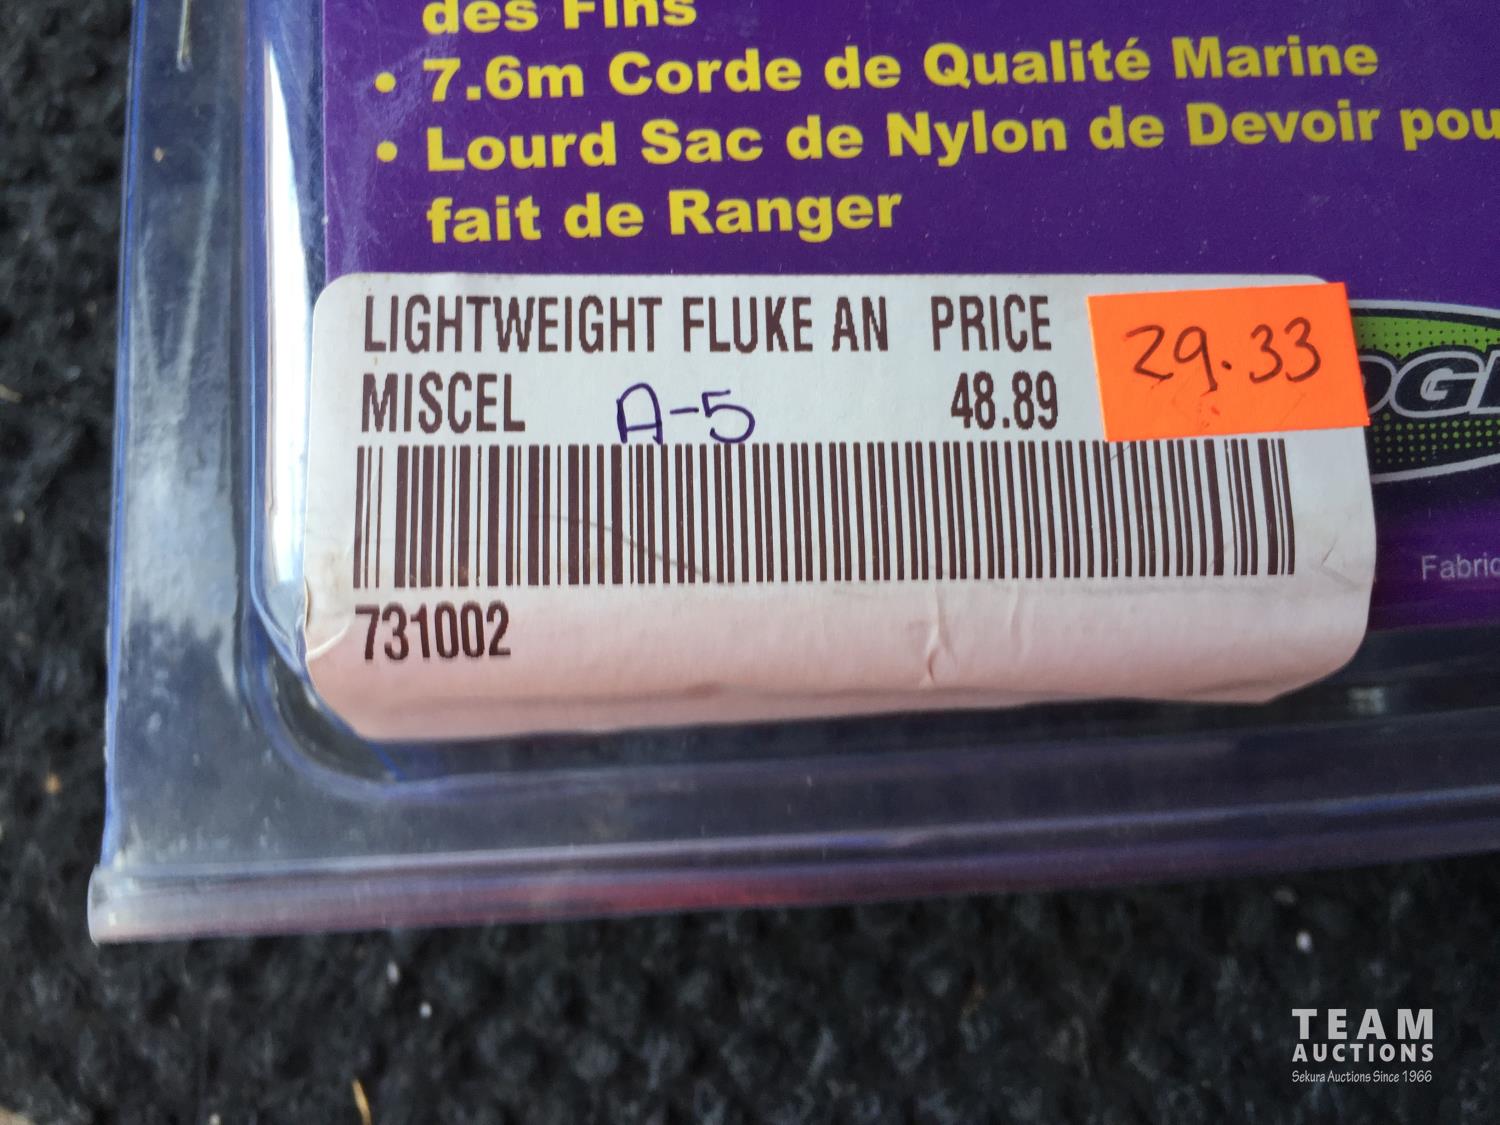 des Fins
• 7.6m Corde de Qualité Marine
• Lourd Sac de Nylon de Devoir pou
fait de Ranger
LIGHTWEIGHT FLUKE AN PRICE
MISCEL A-5 48.89
29.33
731002
Fabric
TEAM
AUCTIONS
Sekura Auctions Since 1966